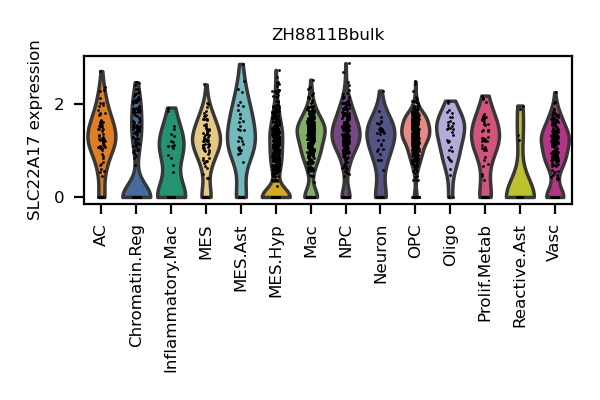 ZH8811Bbulk
SLC22A17 expression
2
0
AC
Chromatin.Reg
Inflammatory.Mac
MES
MES.Ast
MES.Hyp
Mac
NPC
Neuron
OPC
Oligo
Prolif.Metab
Reactive.Ast
Vasc